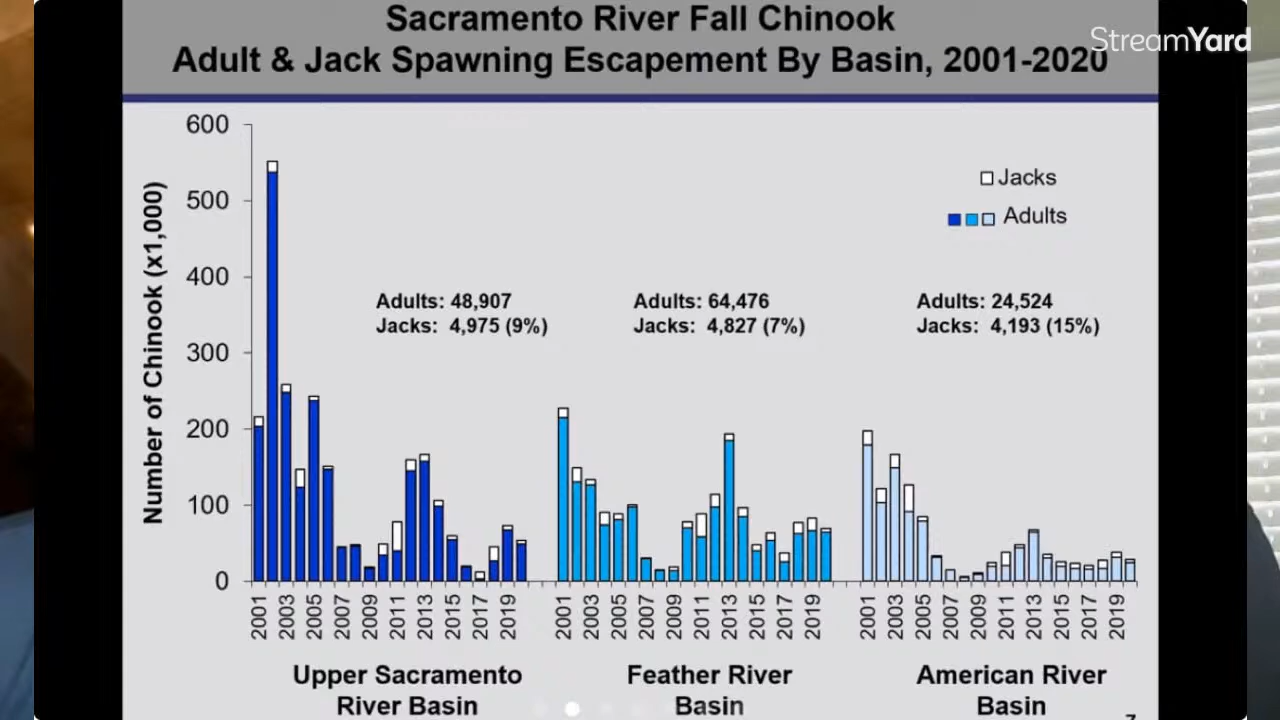 Sacramento River Fall Chinook
Adult & Jack Spawning Escapement By Basin, 2001-2020
StreamYard
Number of Chinook (x1,000)
600
500
400
300
200
100
0
Jacks
Adults
Adults: 48,907
Jacks: 4,975 (9%)
Adults: 64,476
Jacks: 4,827 (7%)
Adults: 24,524
Jacks: 4,193 (15%)
2001 2003 2005 2007 2009 2011 2013 2015 2017 2019
2001 2003 2005 2007 2009 2011 2013 2015 2017 2019
2001 2003 2005 2007 2009 2011 2013 2015 2017 2019
Upper Sacramento
River Basin
Feather River
Basin
American River
Basin